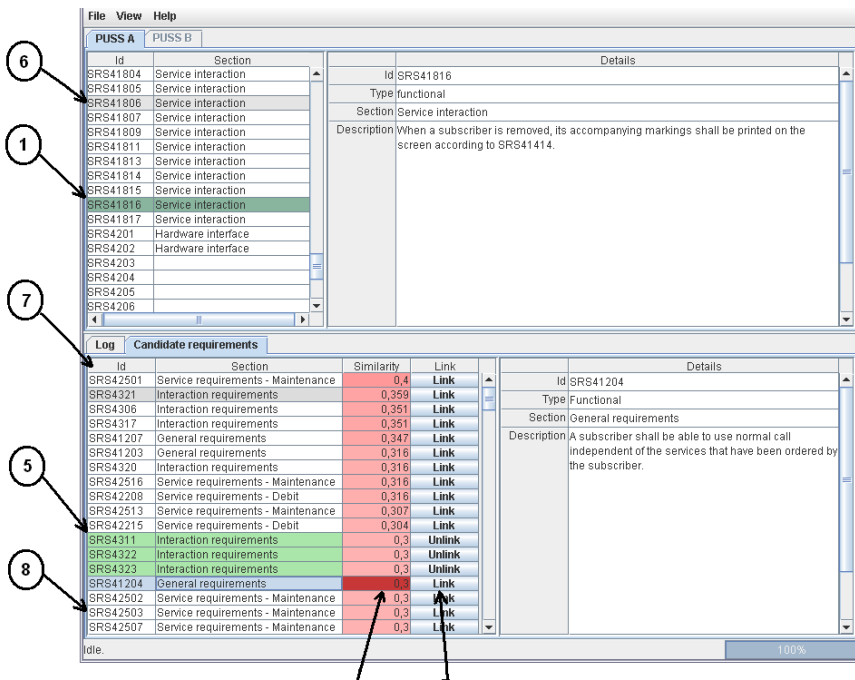 File View Help
PUSS A PUSS B
Id Section
SRS41804 Service interaction
SRS41805 Service interaction
SRS41806 Service interaction
SRS41807 Service interaction
SRS41809 Service interaction
SRS41811 Service interaction
SRS41813 Service interaction
SRS41814 Service interaction
SRS41815 Service interaction
SRS41816 Service interaction
SRS41817 Service interaction
SRS4201 Hardware interface
SRS4202 Hardware interface
SRS4203
SRS4204
SRS4205
SRS4206
Details
Id SRS41816
Type functional
Section Service interaction
Description When a subscriber is removed, its accompanying markings shall be printed on the
screen according to SRS41414.
6
1
7
5
8
Log Candidate requirements
Id Section Similarity Link
SRS42501 Service requirements - Maintenance 0,4 Link
SRS4321 Interaction requirements 0,359 Link
SRS4306 Interaction requirements 0,351 Link
SRS4317 Interaction requirements 0,351 Link
SRS41207 General requirements 0,347 Link
SRS41203 General requirements 0,316 Link
SRS4320 Interaction requirements 0,316 Link
SRS42516 Service requirements - Maintenance 0,316 Link
SRS42208 Service requirements - Debit 0,316 Link
SRS42513 Service requirements - Maintenance 0,307 Link
SRS42215 Service requirements - Debit 0,304 Link
SRS4311 Interaction requirements 0,3 Unlink
SRS4322 Interaction requirements 0,3 Unlink
SRS4323 Interaction requirements 0,3 Unlink
SRS41204 General requirements 0,3 Link
SRS42502 Service requirements - Maintenance 0,3 Link
SRS42503 Service requirements - Maintenance 0,3 Link
SRS42507 Service requirements - Maintenance 0,3 Link
Details
Id SRS41204
Type Functional
Section General requirements
Description A subscriber shall be able to use normal call
independent of the services that have been ordered by
the subscriber.
Idle. 100%